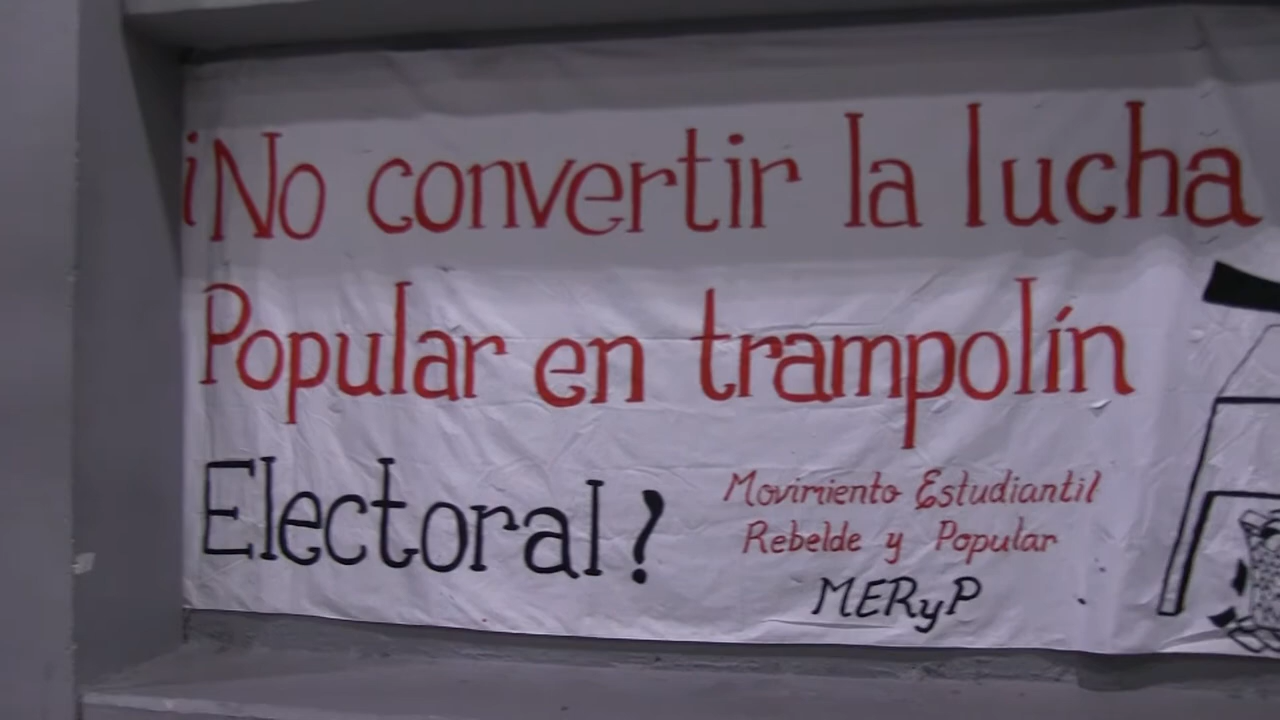 ¡No convertir la lucha
Popular en trampolín
Electoral?
Movimiento Estudiantil
Rebelde y Popular
MERyP